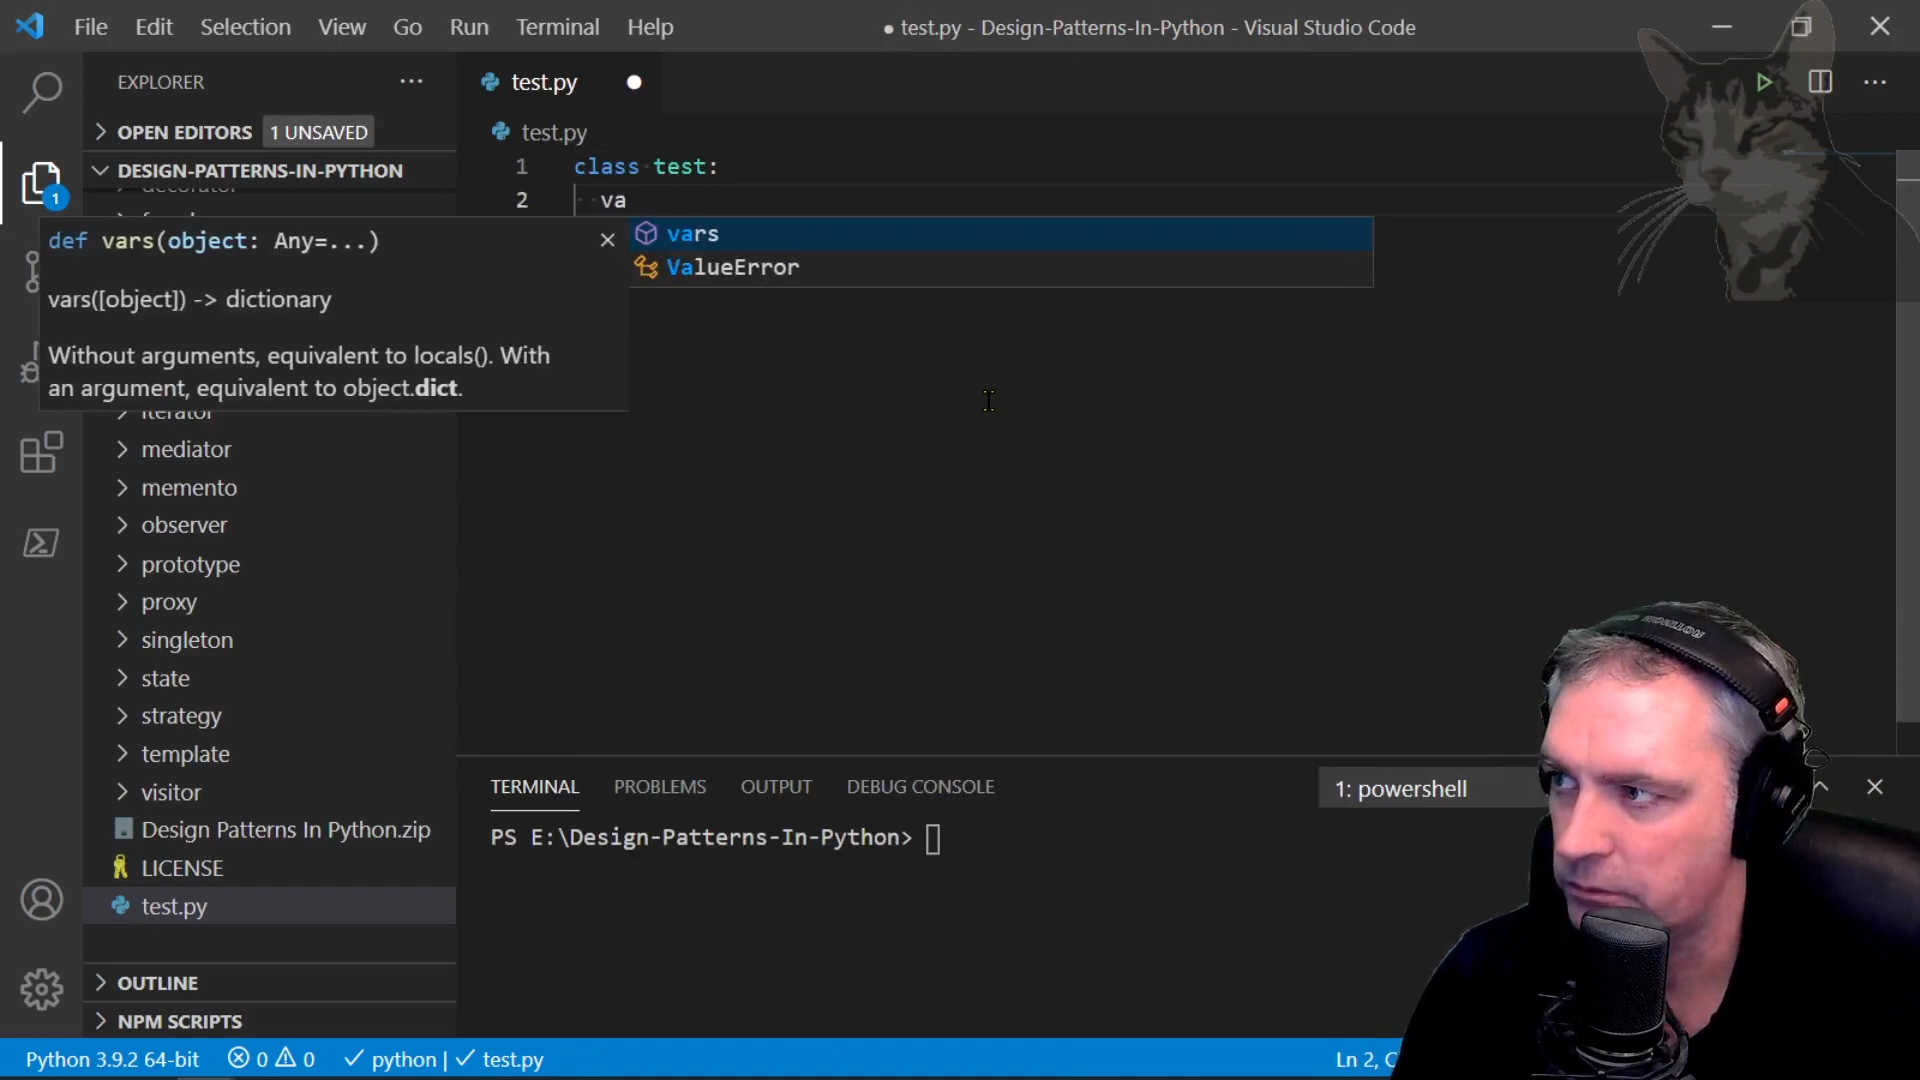 File Edit Selection View Go Run Terminal Help
● test.py - Design-Patterns-In-Python - Visual Studio Code
EXPLORER
test.py
OPEN EDITORS 1 UNSAVED
test.py
DESIGN-PATTERNS-IN-PYTHON
1
1 class test:
2 va
def vars(object: Any=...)
vars([object]) -> dictionary
Without arguments, equivalent to locals(). With
an argument, equivalent to object.dict.
vars
ValueError
iterator
mediator
memento
observer
prototype
proxy
singleton
state
strategy
template
visitor
Design Patterns In Python.zip
LICENSE
test.py
OUTLINE
NPM SCRIPTS
TERMINAL PROBLEMS OUTPUT DEBUG CONSOLE
1: powershell
PS E:\Design-Patterns-In-Python>
Python 3.9.2 64-bit 0 0 ✓ python | ✓ test.py
Ln 2, C